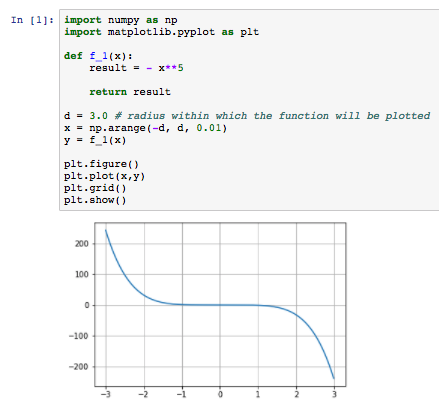 In [1]: import numpy as np
import matplotlib.pyplot as plt
def f_1(x):
result = - x**5
return result
d = 3.0 # radius within which the function will be plotted
x = np.arange(-d, d, 0.01)
y = f_1(x)
plt.figure()
plt.plot(x,y)
plt.grid()
plt.show()
200
100
0
−100
−200
−3 −2 −1 0 1 2 3